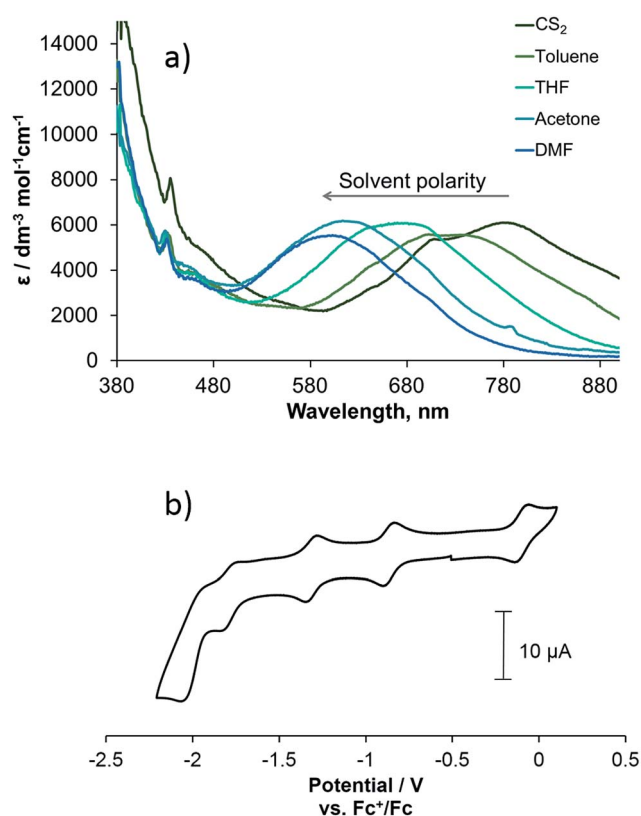 a)
CS₂
Toluene
THF
Acetone
DMF
Solvent polarity
14000
12000
10000
8000
6000
4000
2000
0
ε / dm⁻³ mol⁻¹cm⁻¹
380 480 580 680 780 880
Wavelength, nm
b)
10 µA
-2.5 -2 -1.5 -1 -0.5 0 0.5
Potential / V
vs. Fc⁺/Fc